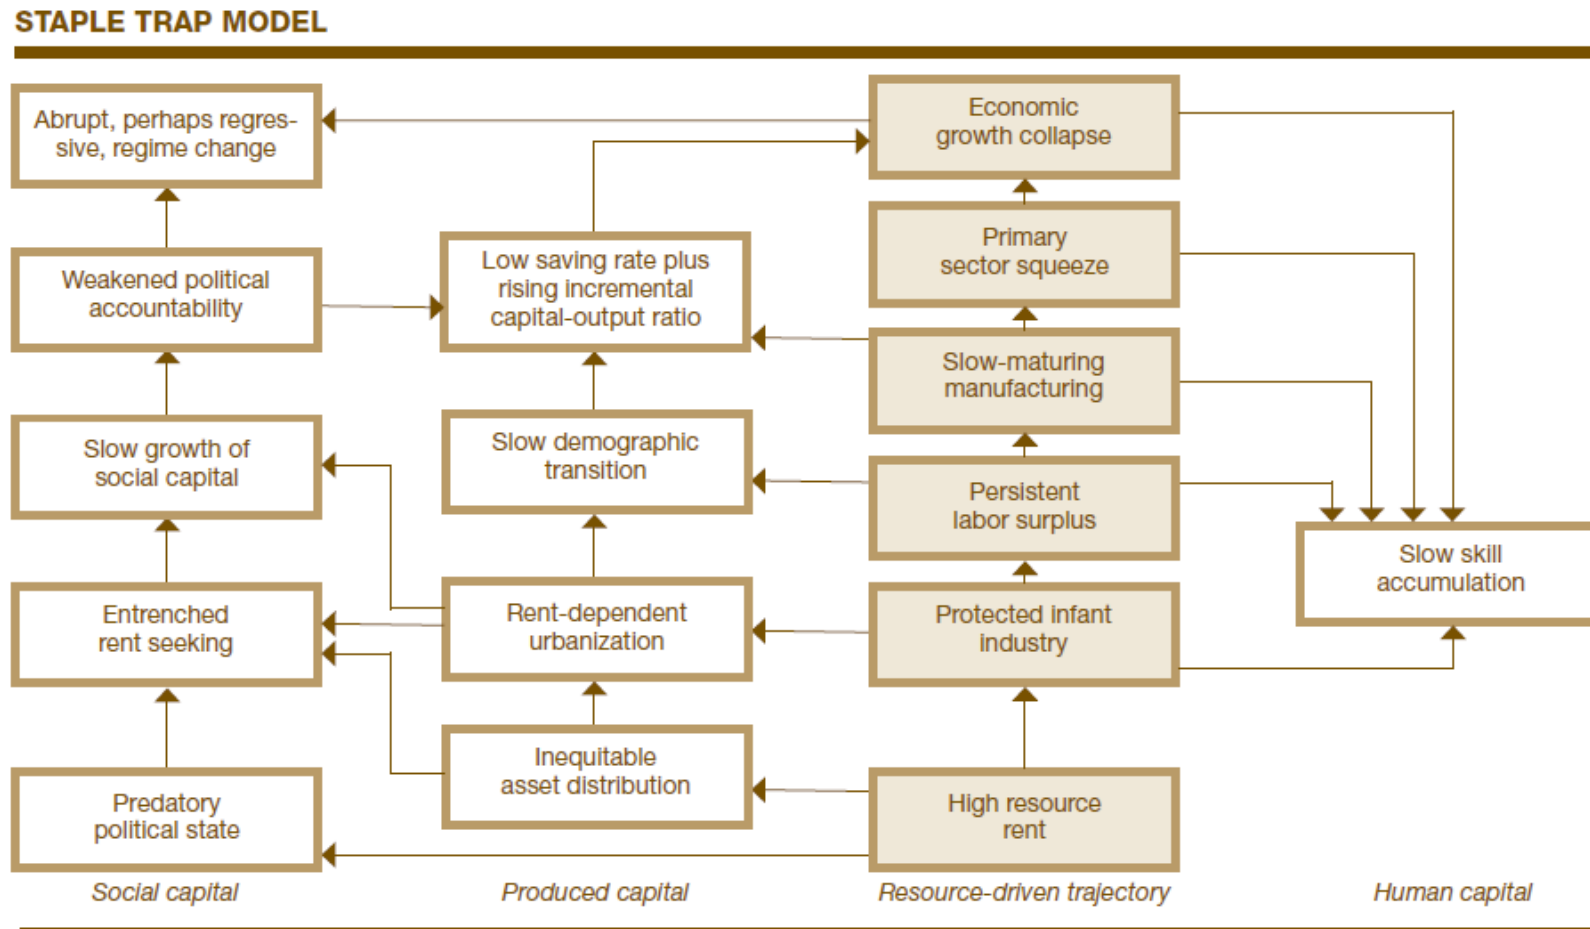 STAPLE TRAP MODEL
Abrupt, perhaps regres-
sive, regime change
Weakened political
accountability
Slow growth of
social capital
Entrenched
rent seeking
Predatory
political state
Social capital
Low saving rate plus
rising incremental
capital-output ratio
Slow demographic
transition
Rent-dependent
urbanization
Inequitable
asset distribution
Produced capital
Economic
growth collapse
Primary
sector squeeze
Slow-maturing
manufacturing
Persistent
labor surplus
Protected infant
industry
High resource
rent
Resource-driven trajectory
Slow skill
accumulation
Human capital